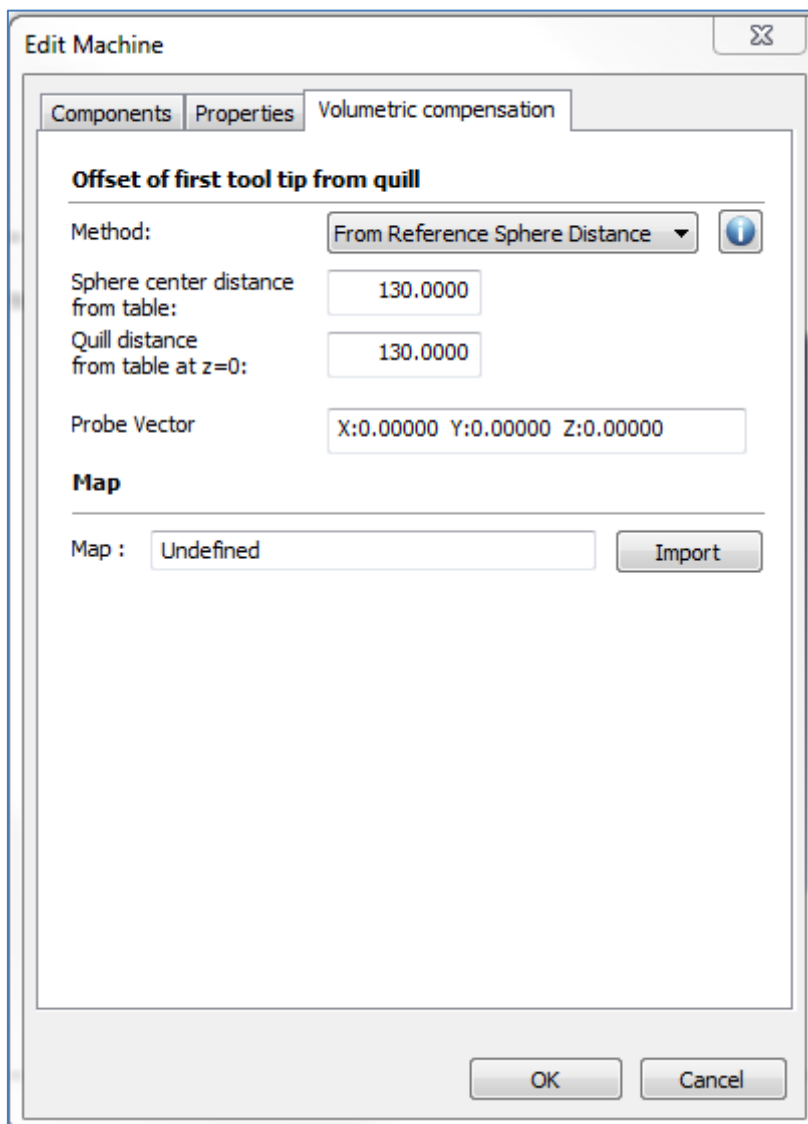 Edit Machine
Components Properties Volumetric compensation
Offset of first tool tip from quill
Method: From Reference Sphere Distance
Sphere center distance
from table: 130.0000
Quill distance
from table at z=0: 130.0000
Probe Vector X:0.00000 Y:0.00000 Z:0.00000
Map
Map : Undefined Import
OK Cancel